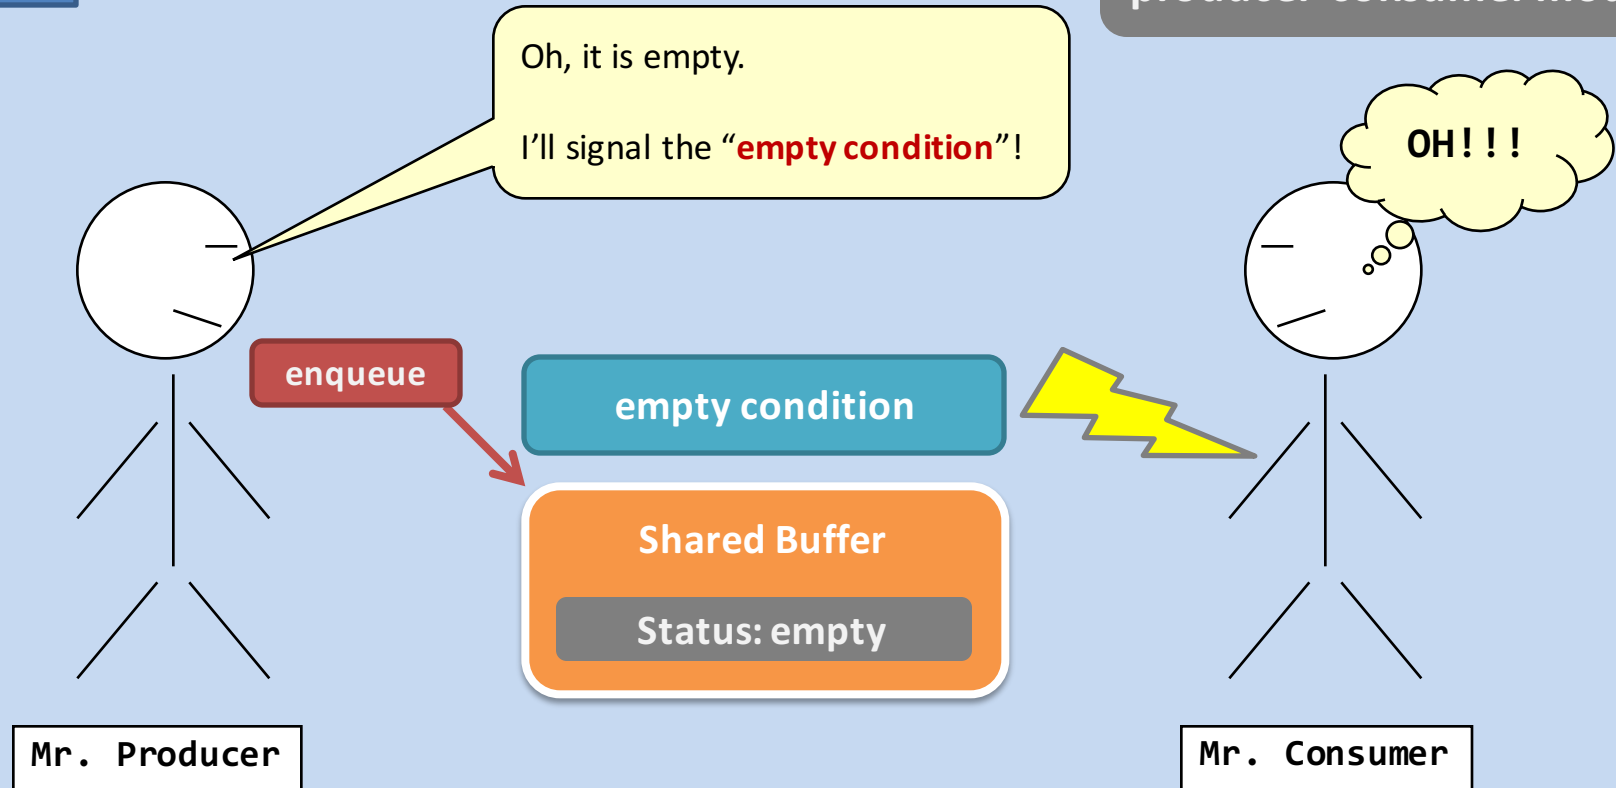 Oh, it is empty.
I’ll signal the “empty condition”!
OH!!!
enqueue
empty condition
Shared Buffer
Status: empty
Mr. Producer
Mr. Consumer